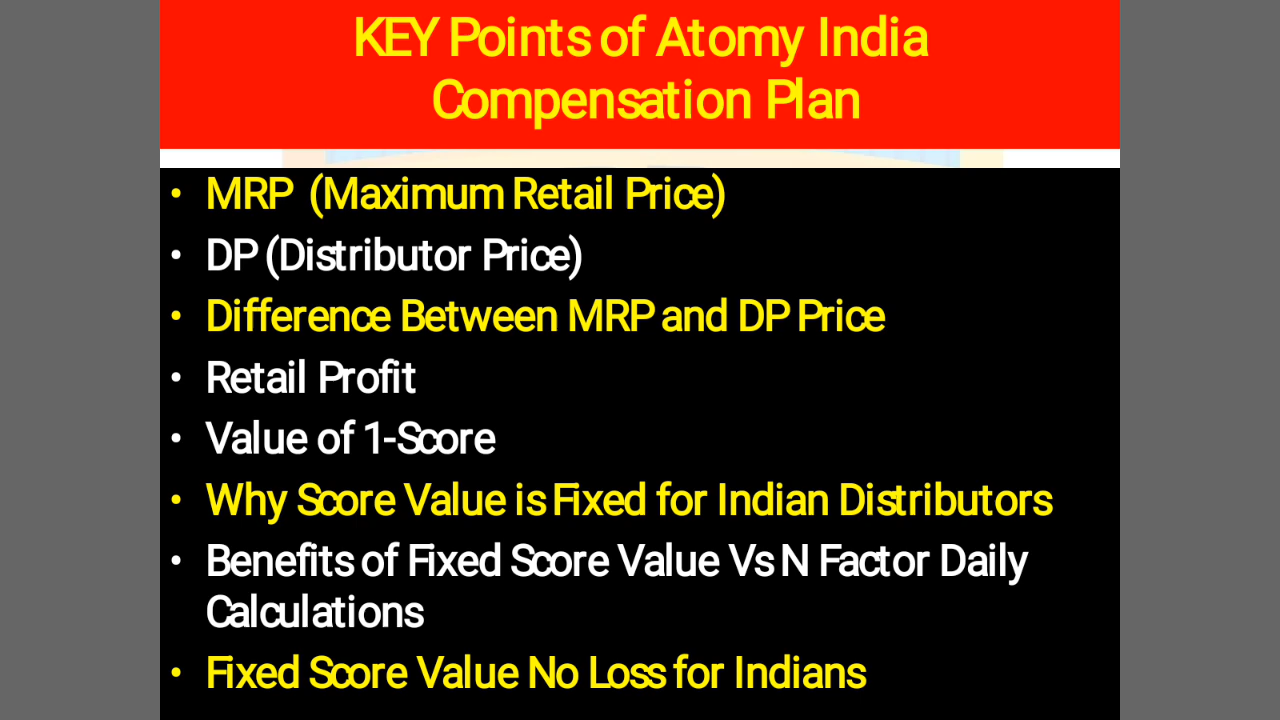 KEY Points of Atomy India
Compensation Plan
• MRP (Maximum Retail Price)
• DP (Distributor Price)
• Difference Between MRP and DP Price
• Retail Profit
• Value of 1-Score
• Why Score Value is Fixed for Indian Distributors
• Benefits of Fixed Score Value Vs N Factor Daily
Calculations
• Fixed Score Value No Loss for Indians